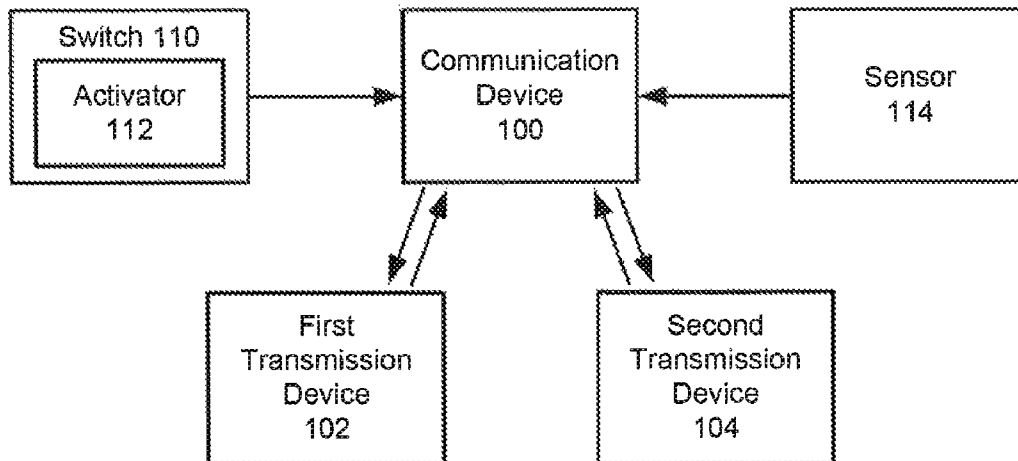 Switch 110
Activator
112
Communication
Device
100
Sensor
114
First
Transmission
Device
102
Second
Transmission
Device
104